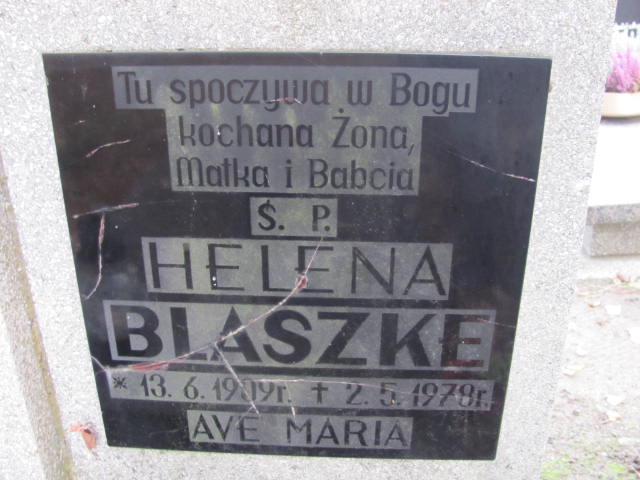 Tu spoczywa w Bogu
kochana Żona,
Matka i Babcia
Ś. P.
HELENA
BLASZKE
* 13. 6. 1909r. † 2. 5. 1978r.
AVE MARIA